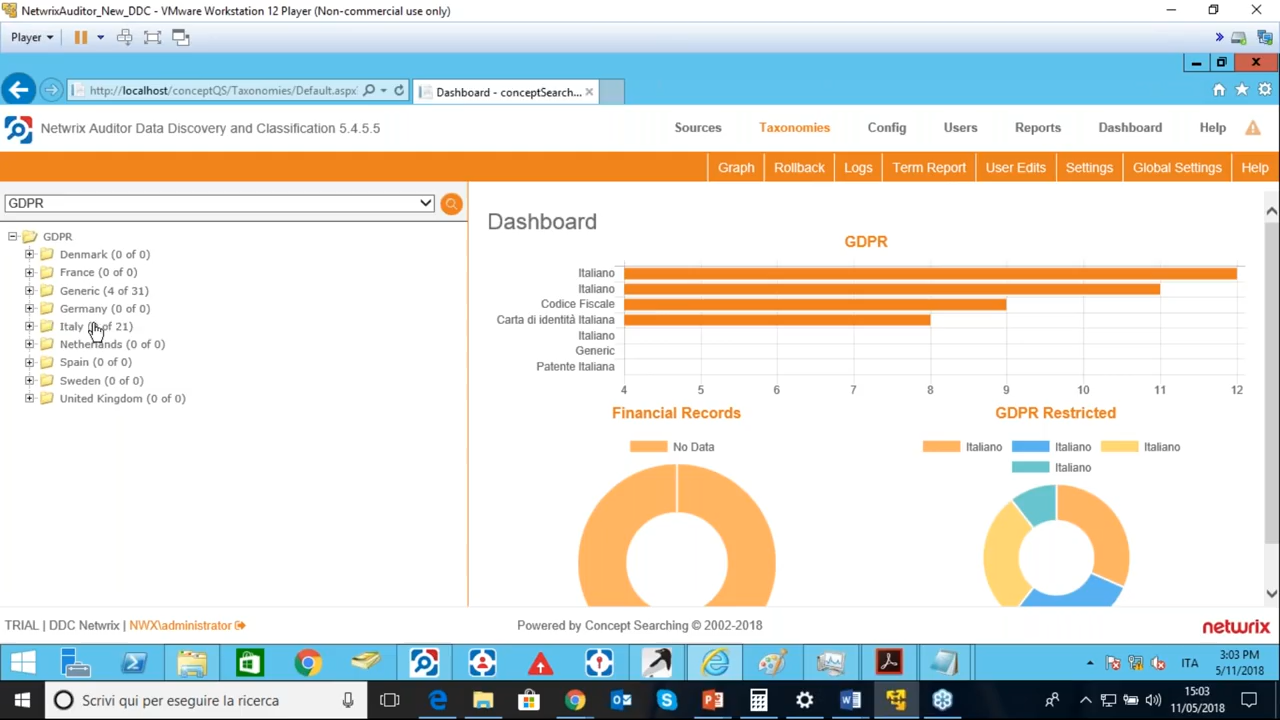 NetwrixAuditor_New_DDC - VMware Workstation 12 Player (Non-commercial use only)
Player
http://localhost/conceptQS/Taxonomies/Default.aspx
Dashboard - conceptSearch...
Netwrix Auditor Data Discovery and Classification 5.4.5.5
Sources Taxonomies Config Users Reports Dashboard Help
Graph Rollback Logs Term Report User Edits Settings Global Settings Help
GDPR
GDPR
Denmark (0 of 0)
France (0 of 0)
Generic (4 of 31)
Germany (0 of 0)
Italy of 21)
Netherlands (0 of 0)
Spain (0 of 0)
Sweden (0 of 0)
United Kingdom (0 of 0)
Dashboard
GDPR
Italiano
Italiano
Codice Fiscale
Carta di identità Italiana
Italiano
Generic
Patente Italiana
4 5 6 7 8 9 10 11 12
Financial Records
No Data
GDPR Restricted
Italiano Italiano Italiano
Italiano
TRIAL | DDC Netwrix | NWX\administrator
Powered by Concept Searching © 2002-2018
netwrix
ITA
3:03 PM
5/11/2018
Scrivi qui per eseguire la ricerca
15:03
11/05/2018